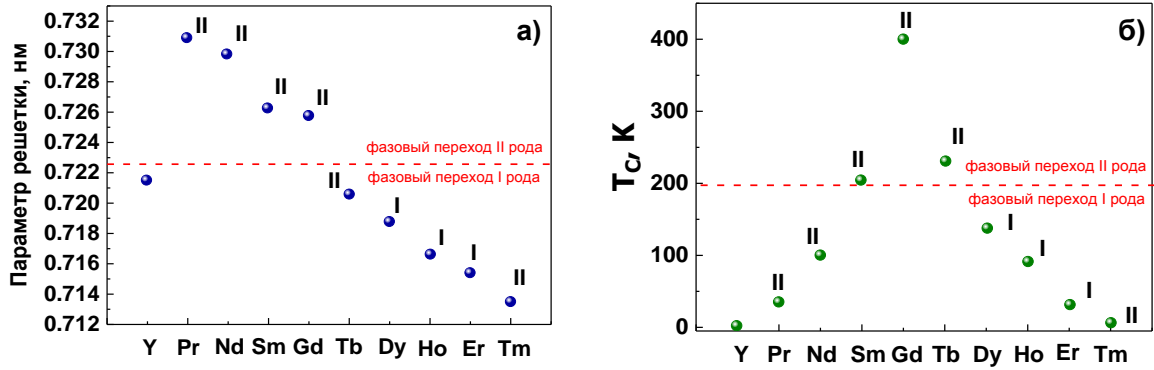 а)
Параметр решетки, нм
0.732
0.730
0.728
0.726
0.724
0.722
0.720
0.718
0.716
0.714
0.712
II
II
II
II
фазовый переход II рода
фазовый переход I рода
II
I
I
I
II
Y Pr Nd Sm Gd Tb Dy Ho Er Tm
б)
T_C, K
400
300
200
100
0
II
II
II
фазовый переход II рода
фазовый переход I рода
II
II
I
I
I
II
Y Pr Nd Sm Gd Tb Dy Ho Er Tm